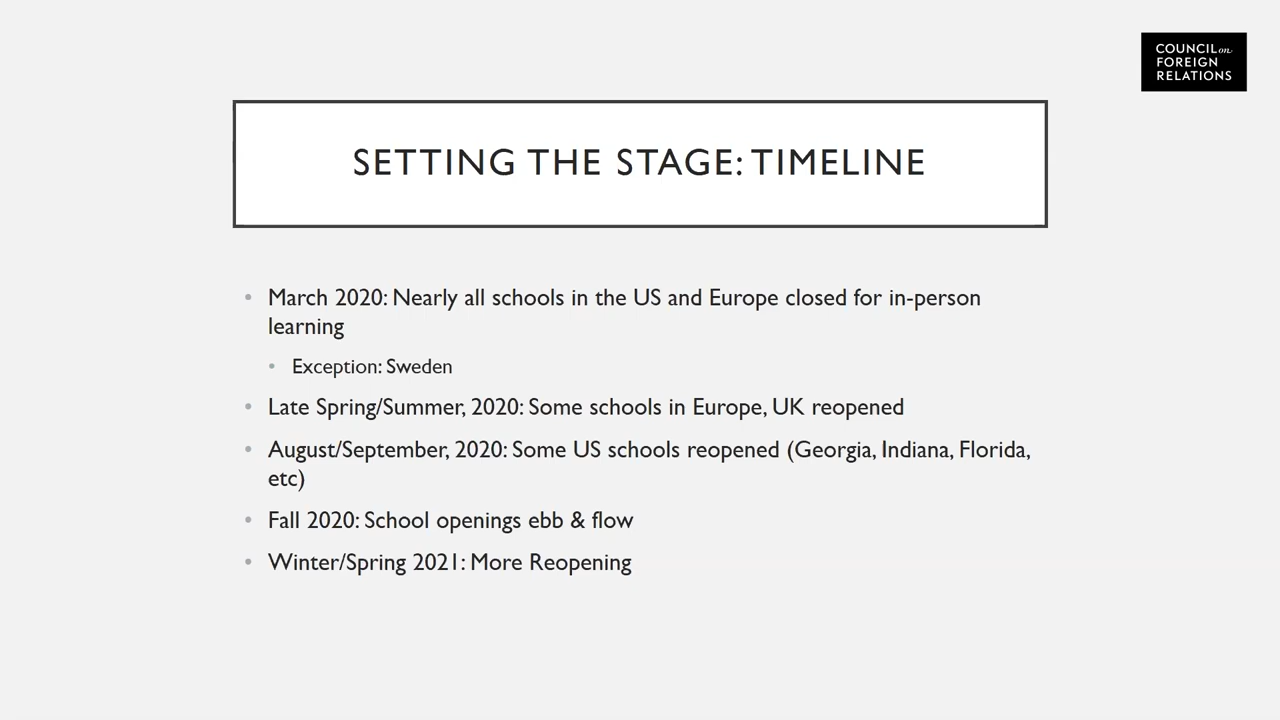 COUNCIL on
FOREIGN
RELATIONS
SETTING THE STAGE: TIMELINE
• March 2020: Nearly all schools in the US and Europe closed for in-person
learning
• Exception: Sweden
• Late Spring/Summer, 2020: Some schools in Europe, UK reopened
• August/September, 2020: Some US schools reopened (Georgia, Indiana, Florida,
etc)
• Fall 2020: School openings ebb & flow
• Winter/Spring 2021: More Reopening